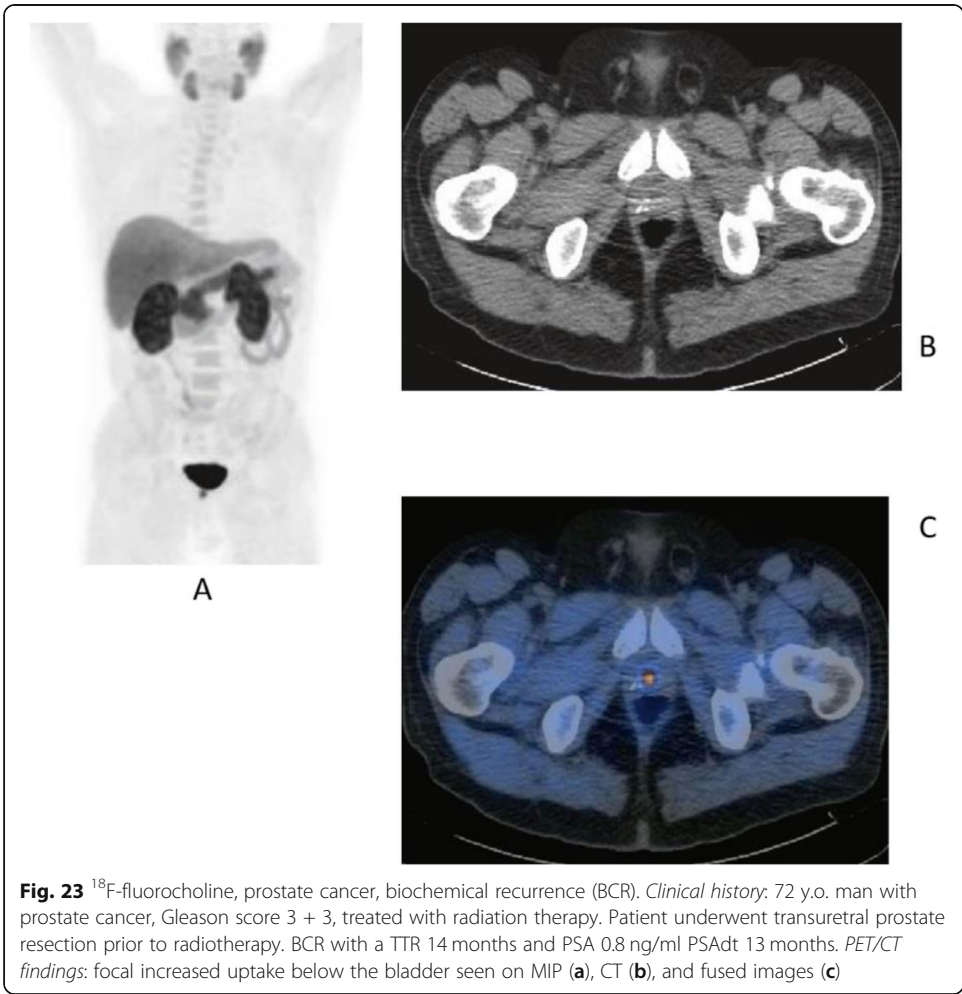 B
C
A
Fig. 23 ¹⁸F-fluorocholine, prostate cancer, biochemical recurrence (BCR). Clinical history: 72 y.o. man with
prostate cancer, Gleason score 3 + 3, treated with radiation therapy. Patient underwent transuretral prostate
resection prior to radiotherapy. BCR with a TTR 14 months and PSA 0.8 ng/ml PSAdt 13 months. PET/CT
findings: focal increased uptake below the bladder seen on MIP (a), CT (b), and fused images (c)